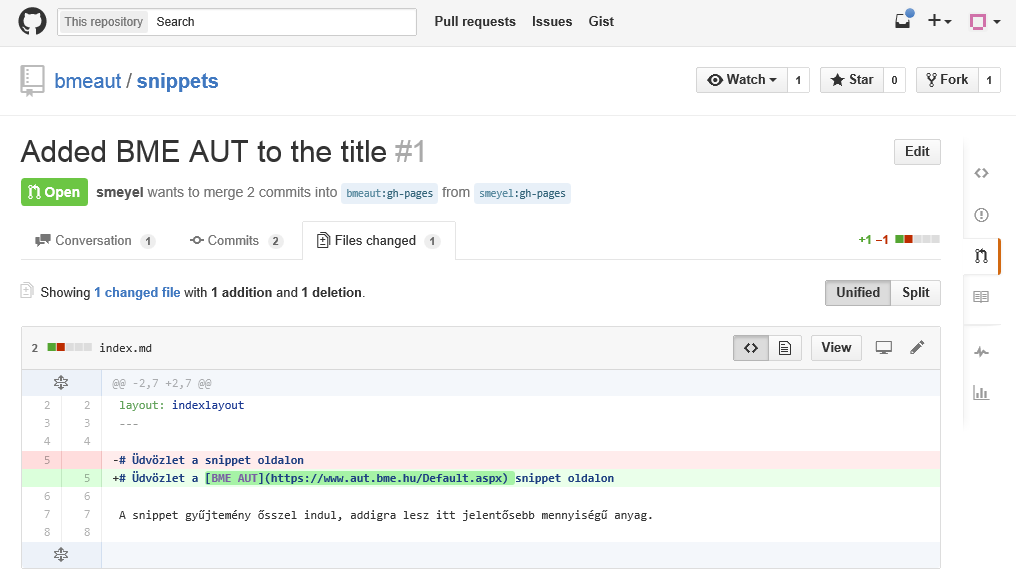 This repository Search Pull requests Issues Gist
bmeaut / snippets Watch 1 Star 0 Fork 1
Added BME AUT to the title #1 Edit
Open smeyel wants to merge 2 commits into bmeaut:gh-pages from smeyel:gh-pages
Conversation 1 Commits 2 Files changed 1 +1 −1
Showing 1 changed file with 1 addition and 1 deletion. Unified Split
2 index.md View
@@ -2,7 +2,7 @@
2 2 layout: indexlayout
3 3 ---
4 4
5 -# Üdvözlet a snippet oldalon
5 +# Üdvözlet a [BME AUT](https://www.aut.bme.hu/Default.aspx) snippet oldalon
6 6
7 7 A snippet gyűjtemény ősszel indul, addigra lesz itt jelentősebb mennyiségű anyag.
8 8